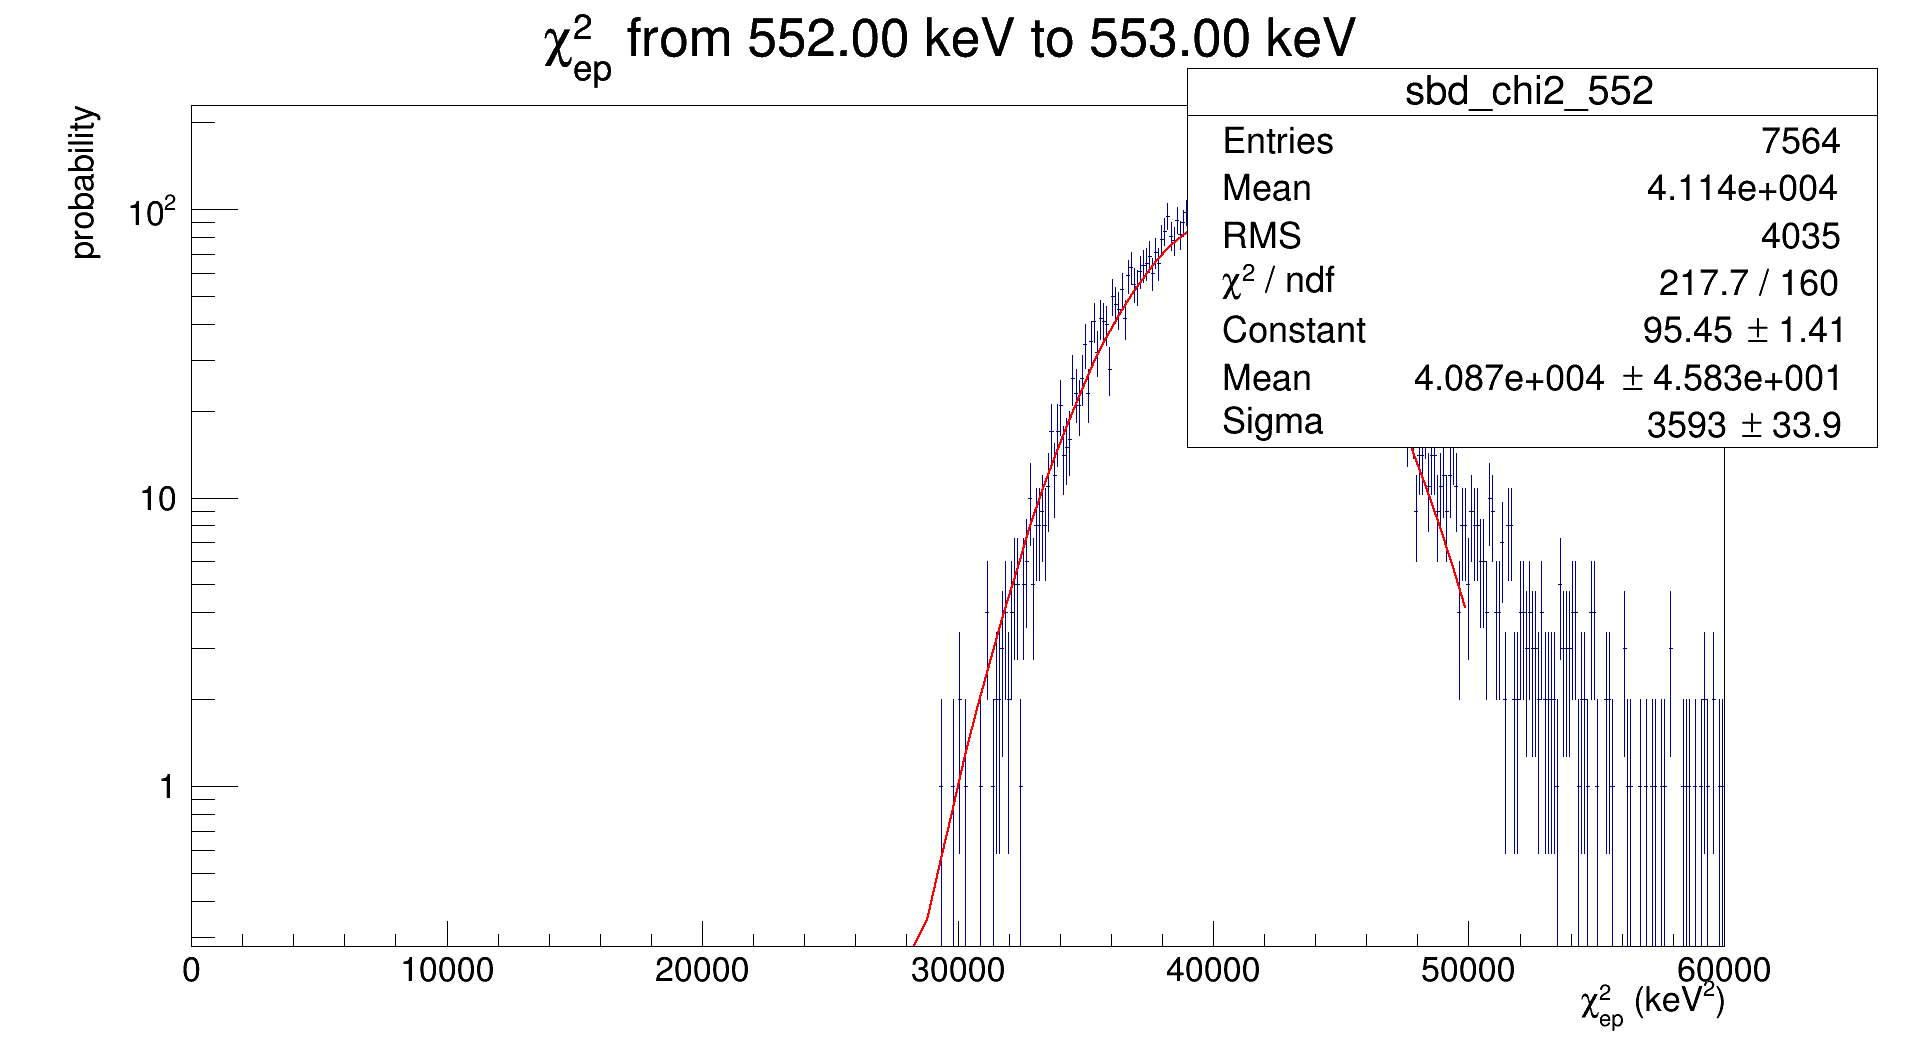 χ²ep from 552.00 keV to 553.00 keV
sbd_chi2_552
Entries 7564
Mean 4.114e+004
RMS 4035
χ² / ndf 217.7 / 160
Constant 95.45 ± 1.41
Mean 4.087e+004 ± 4.583e+001
Sigma 3593 ± 33.9
probability
10²
10
1
0 10000 20000 30000 40000 50000 60000
χ²ep (keV²)